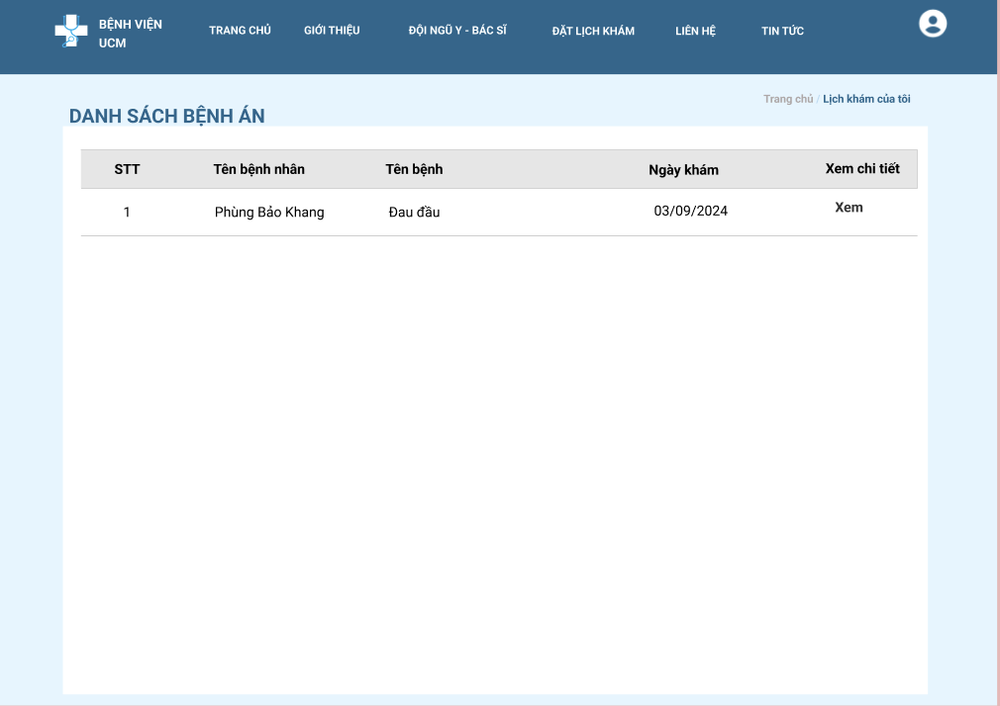 BỆNH VIỆN
UCM
TRANG CHỦ GIỚI THIỆU ĐỘI NGŨ Y - BÁC SĨ ĐẶT LỊCH KHÁM LIÊN HỆ TIN TỨC
Trang chủ / Lịch khám của tôi
DANH SÁCH BỆNH ÁN
STT Tên bệnh nhân Tên bệnh Ngày khám Xem chi tiết
1 Phùng Bảo Khang Đau đầu 03/09/2024 Xem